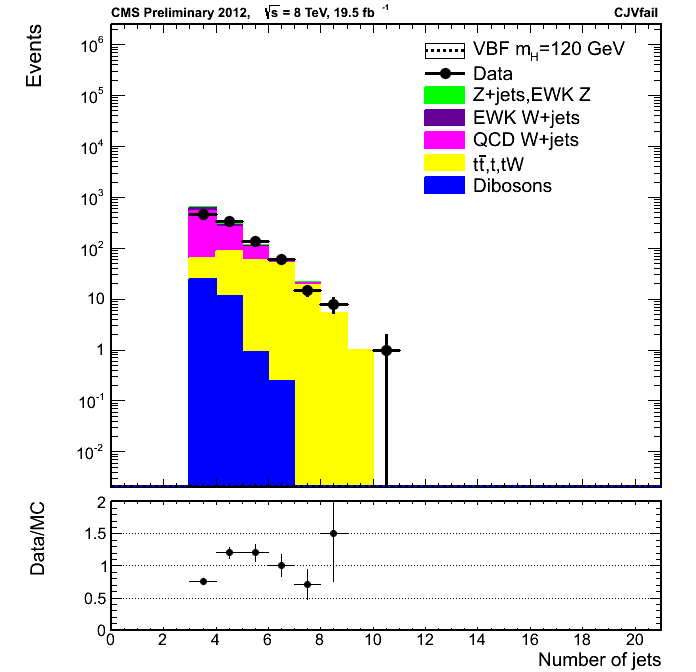 CMS Preliminary 2012, √s = 8 TeV, 19.5 fb⁻¹ CJVfail
Events
10⁶
10⁵
10⁴
10³
10²
10
1
10⁻¹
10⁻²
VBF m_H=120 GeV
Data
Z+jets,EWK Z
EWK W+jets
QCD W+jets
tt̄,t,tW
Dibosons
Data/MC
2
1.5
1
0.5
0
0 2 4 6 8 10 12 14 16 18 20
Number of jets